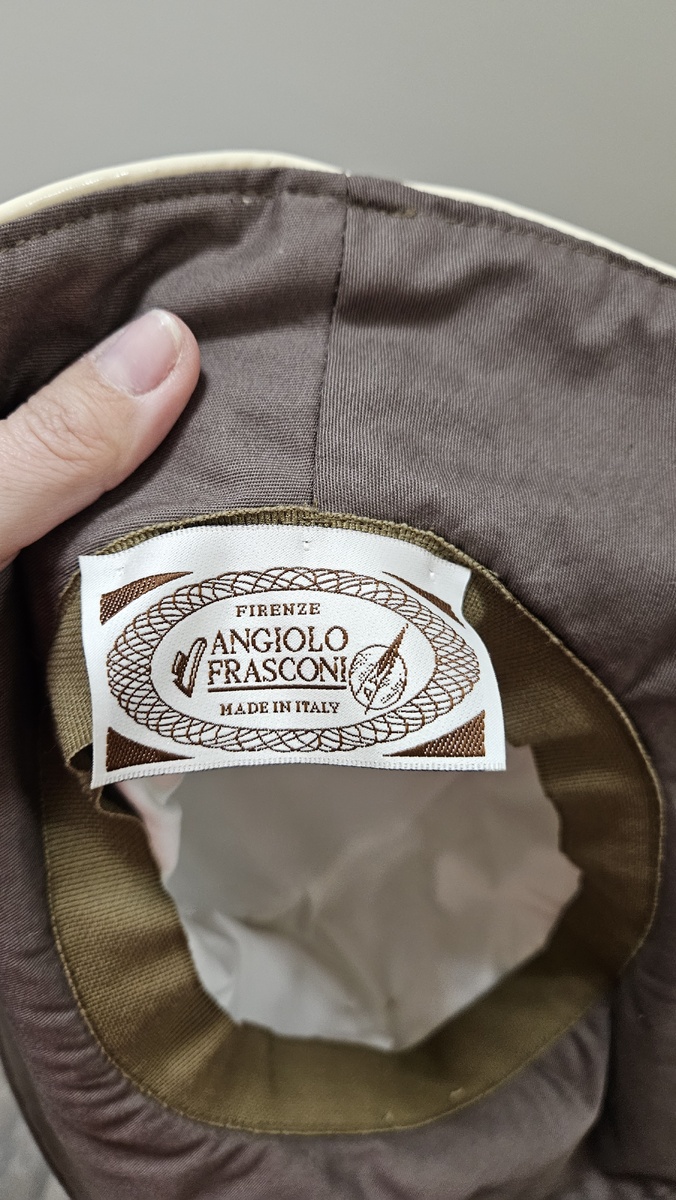 FIRENZE
ANGIOLO
FRASCONI
MADE IN ITALY